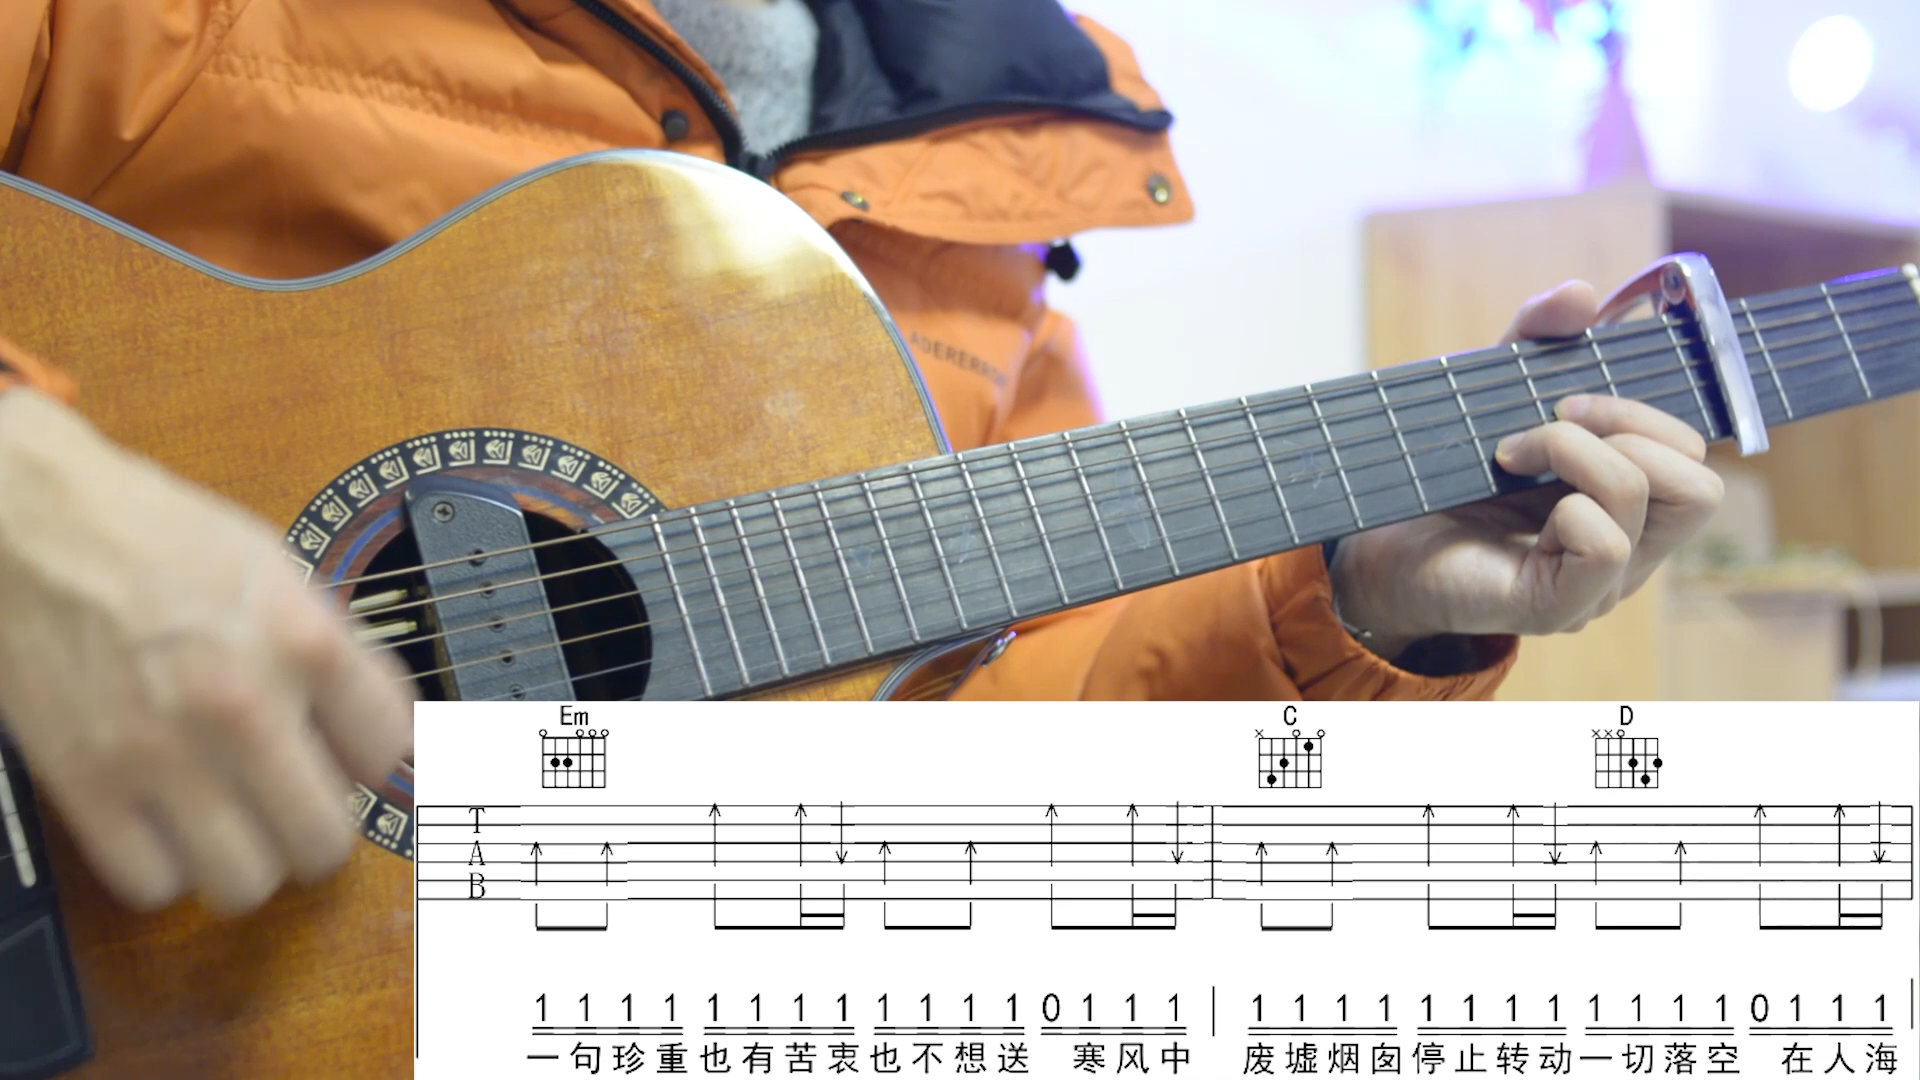 ADERERROR
Em C D
T
A
B
1 1 1 1 1 1 1 1 1 1 1 1 0 1 1 1 1 1 1 1 1 1 1 1 1 1 1 1 0 1 1 1
一句珍重也有苦衷也不想送 寒风中 废墟烟囱停止转动一切落空 在人海